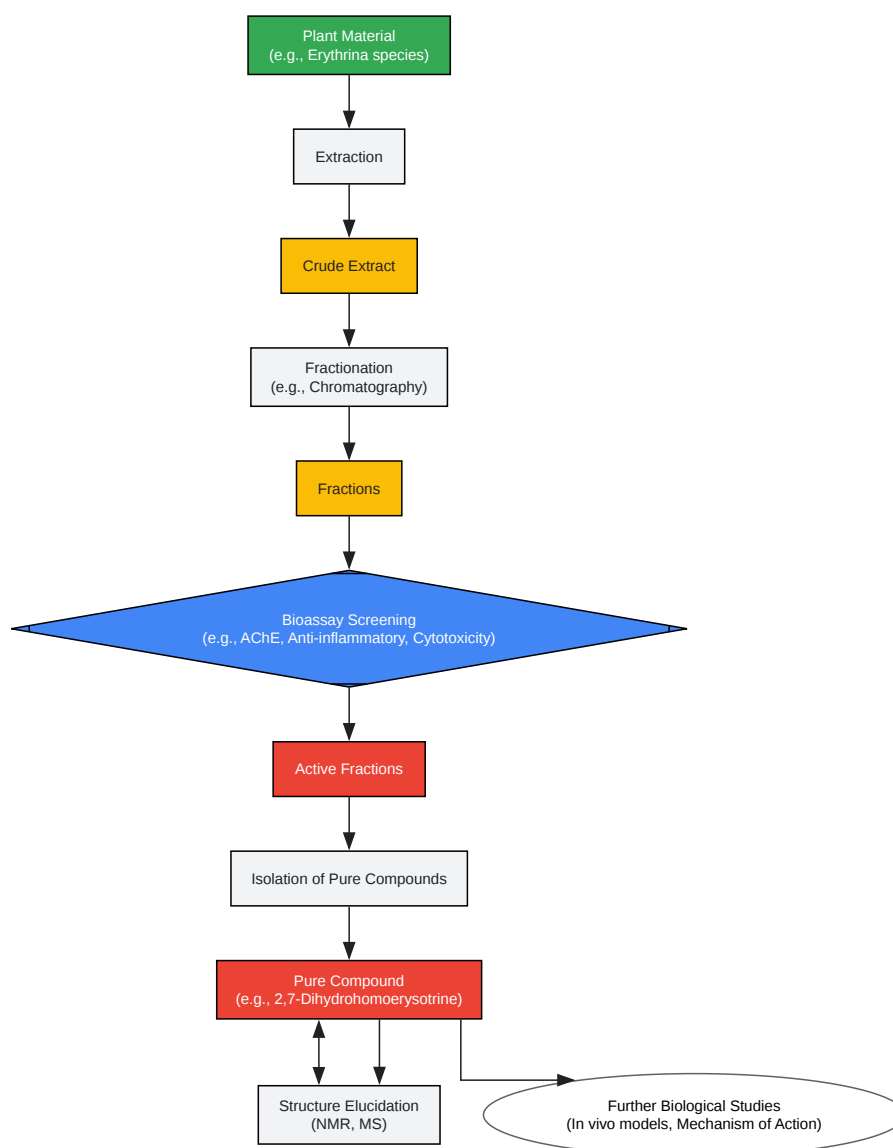 Plant Material
(e.g., Erythrina species)
Extraction
Crude Extract
Fractionation
(e.g., Chromatography)
Fractions
Bioassay Screening
(e.g., AChE, Anti-inflammatory, Cytotoxicity)
Active Fractions
Isolation of Pure Compounds
Pure Compound
(e.g., 2,7-Dihydrohomoerysotrine)
Structure Elucidation
(NMR, MS)
Further Biological Studies
(In vivo models, Mechanism of Action)